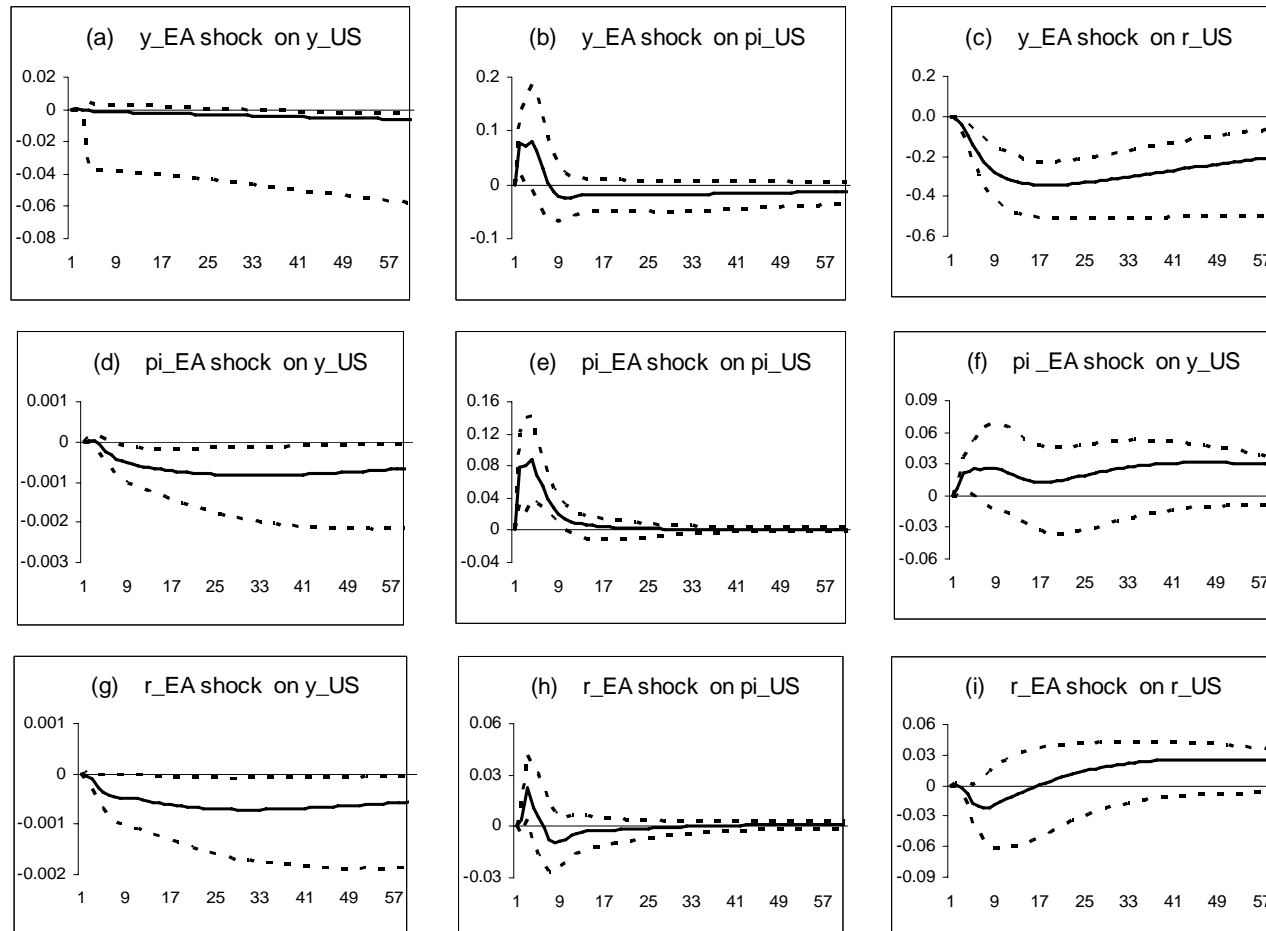 (a) y_EA shock on y_US
0.02
0
-0.02
-0.04
-0.06
-0.08
1 9 17 25 33 41 49 57
(b) y_EA shock on pi_US
0.2
0.1
0
-0.1
1 9 17 25 33 41 49 57
(c) y_EA shock on r_US
0.0
-0.2
-0.4
-0.6
1 9 17 25 33 41 49 57
(d) pi_EA shock on y_US
0.001
0
-0.001
-0.002
-0.003
1 9 17 25 33 41 49 57
(e) pi_EA shock on pi_US
0.16
0.12
0.08
0.04
0
-0.04
1 9 17 25 33 41 49 57
(f) pi _EA shock on y_US
0.09
0.06
0.03
0
-0.03
-0.06
1 9 17 25 33 41 49 57
(g) r_EA shock on y_US
0.001
0
-0.001
-0.002
1 9 17 25 33 41 49 57
(h) r_EA shock on pi_US
0.06
0.03
0
-0.03
1 9 17 25 33 41 49 57
(i) r_EA shock on r_US
0.06
0.03
0
-0.03
-0.06
-0.09
1 9 17 25 33 41 49 57